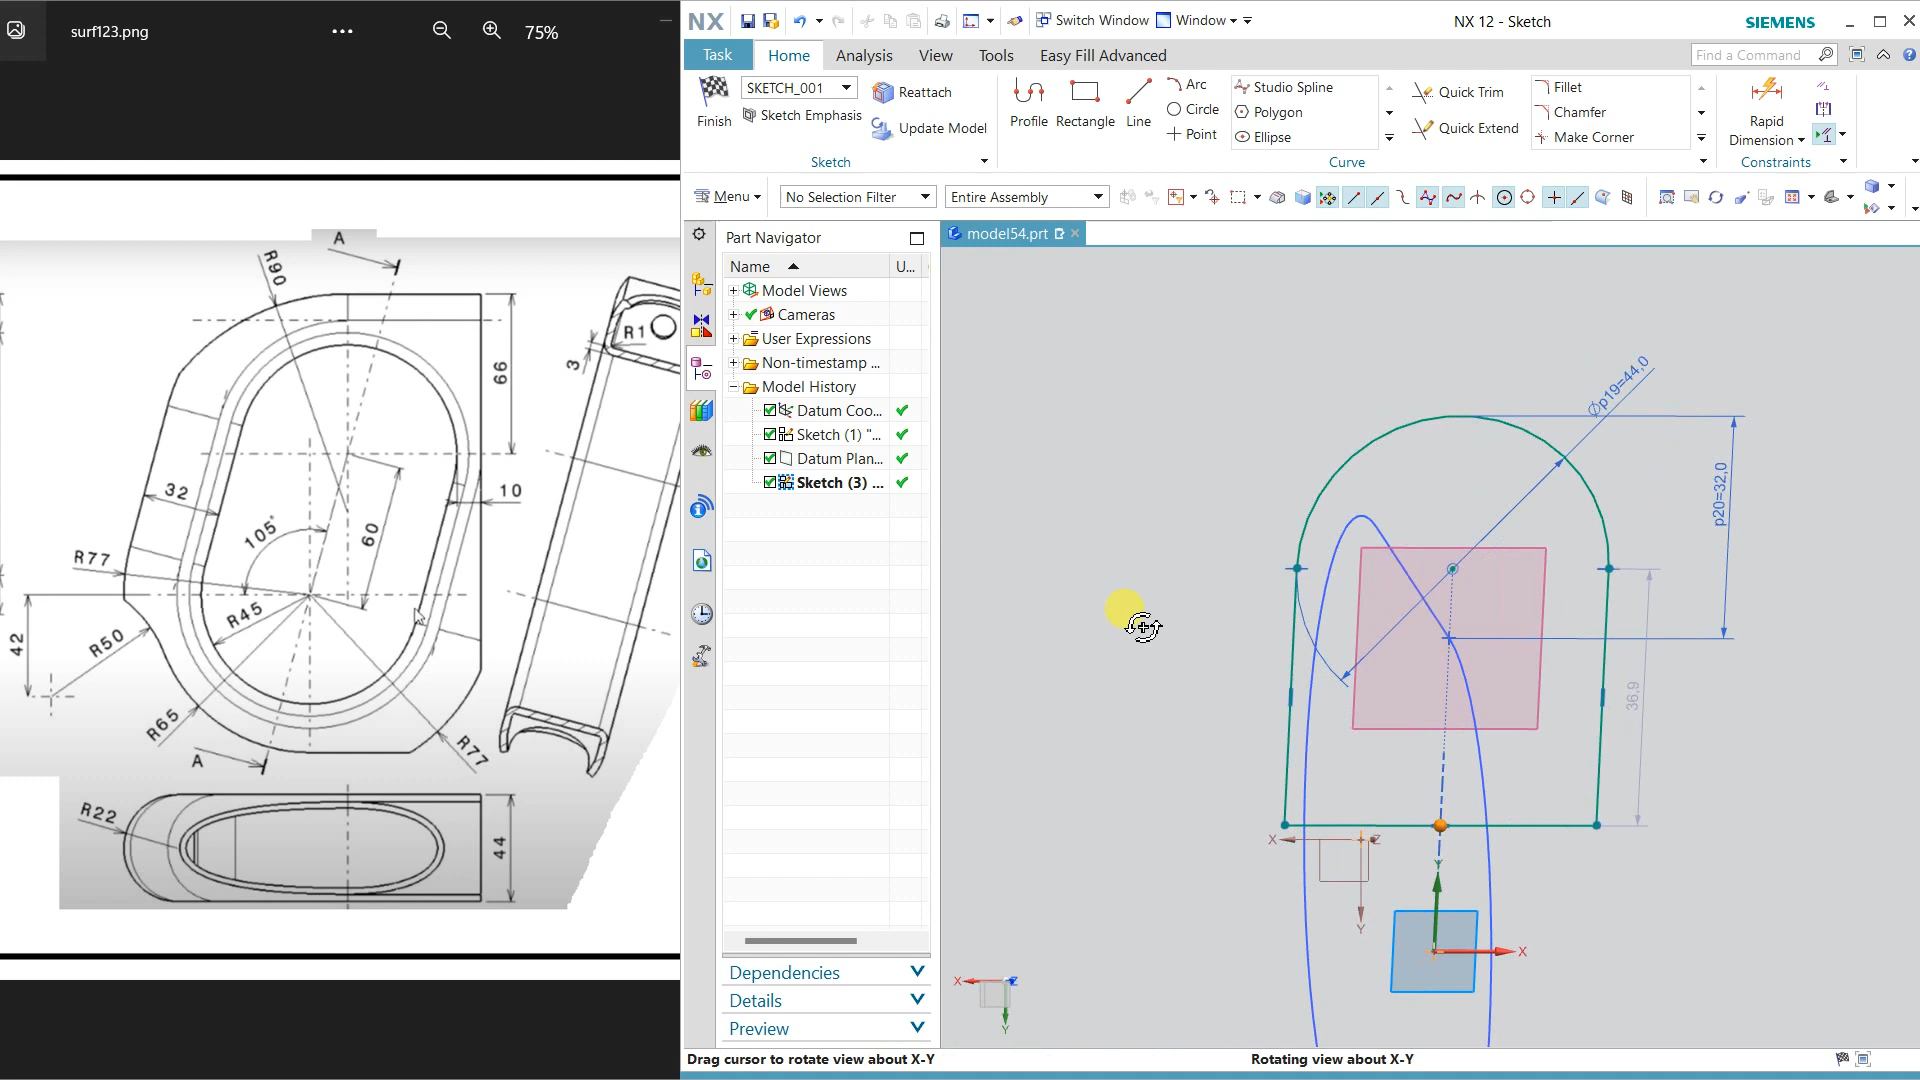 surf123.png
75%
A
R90
66
R1
3
32
105°
60
10
R77
R45
42
R50
R65
A
R77
R22
44
NX
Switch Window
Window
NX 12 - Sketch
SIEMENS
Task
Home
Analysis
View
Tools
Easy Fill Advanced
Find a Command
Finish
SKETCH_001
Sketch Emphasis
Reattach
Update Model
Sketch
Profile
Rectangle
Line
Arc
Circle
Point
Studio Spline
Polygon
Ellipse
Quick Trim
Quick Extend
Fillet
Chamfer
Make Corner
Curve
Rapid
Dimension
Constraints
Menu
No Selection Filter
Entire Assembly
Part Navigator
model54.prt
Name
U...
Model Views
Cameras
User Expressions
Non-timestamp ...
Model History
Datum Coo...
Sketch (1) "...
Datum Plan...
Sketch (3) ...
Dependencies
Details
Preview
Øp19=44,0
p20=32,0
36,9
X
Z
Y
Y
X
X
Z
Y
Drag cursor to rotate view about X-Y
Rotating view about X-Y